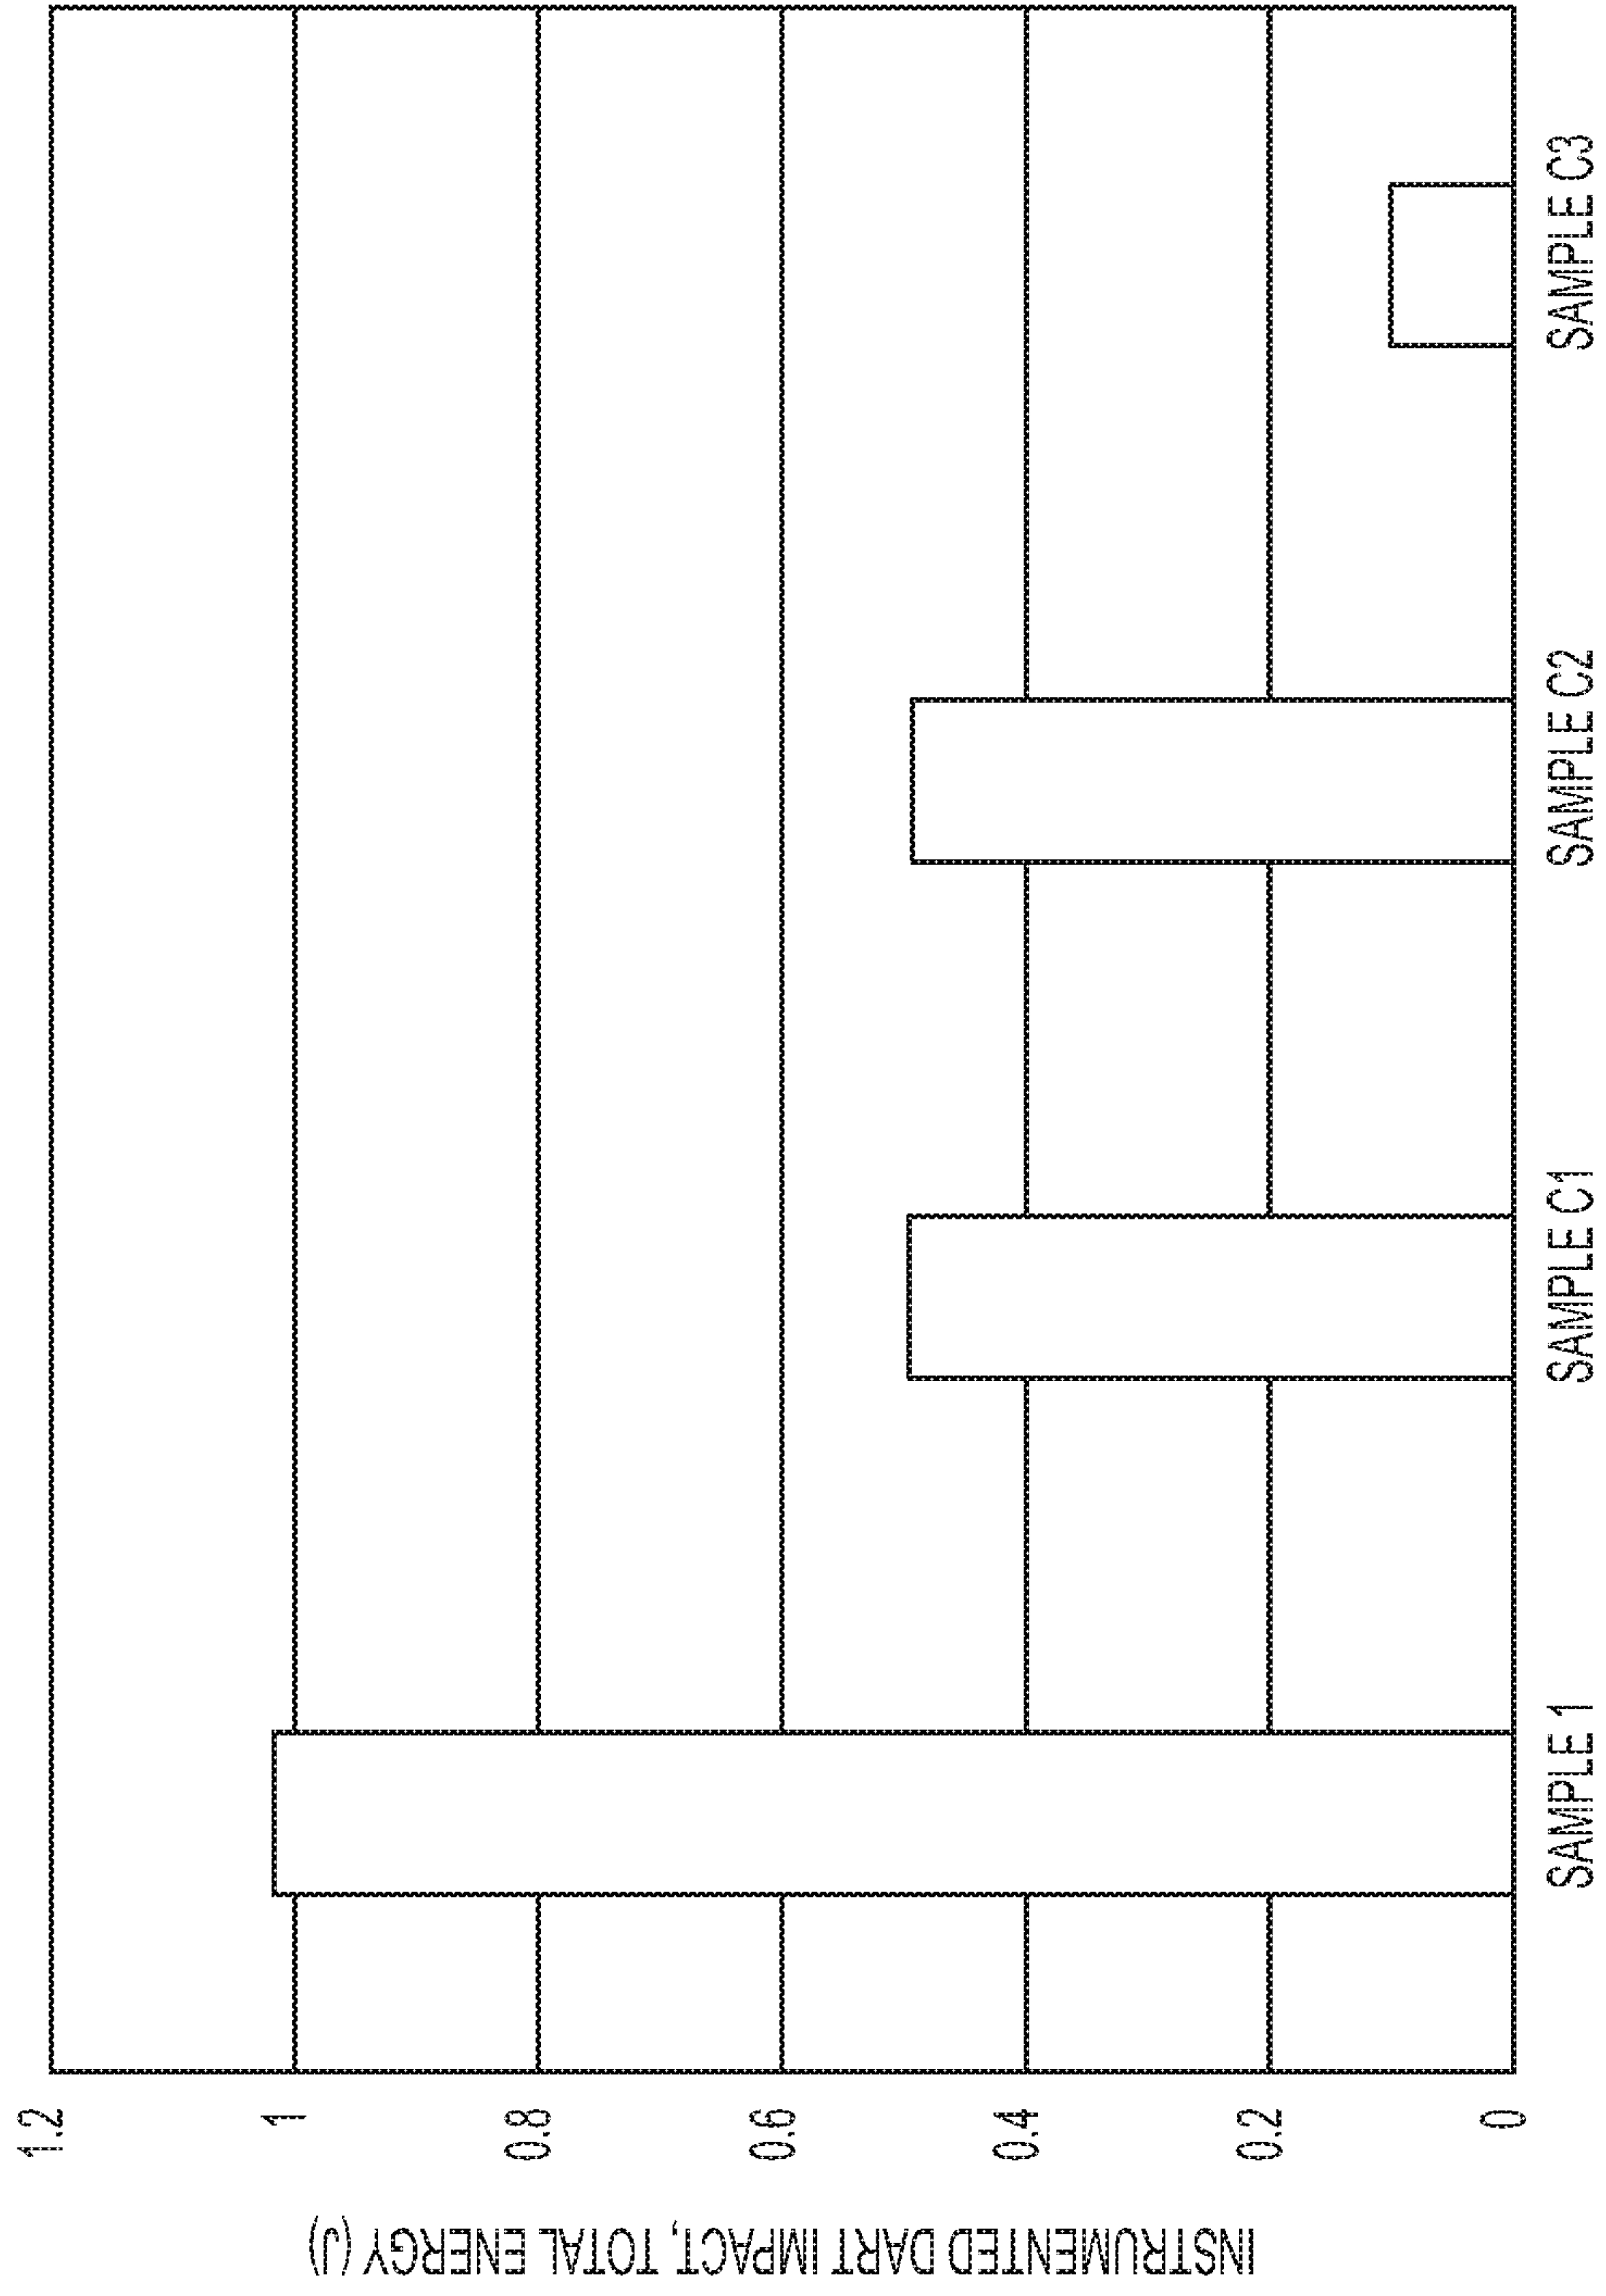 INSTRUMENTED DART IMPACT, TOTAL ENERGY (J)
1.2
1
0.8
0.6
0.4
0.2
0
SAMPLE 1
SAMPLE C1
SAMPLE C2
SAMPLE C3